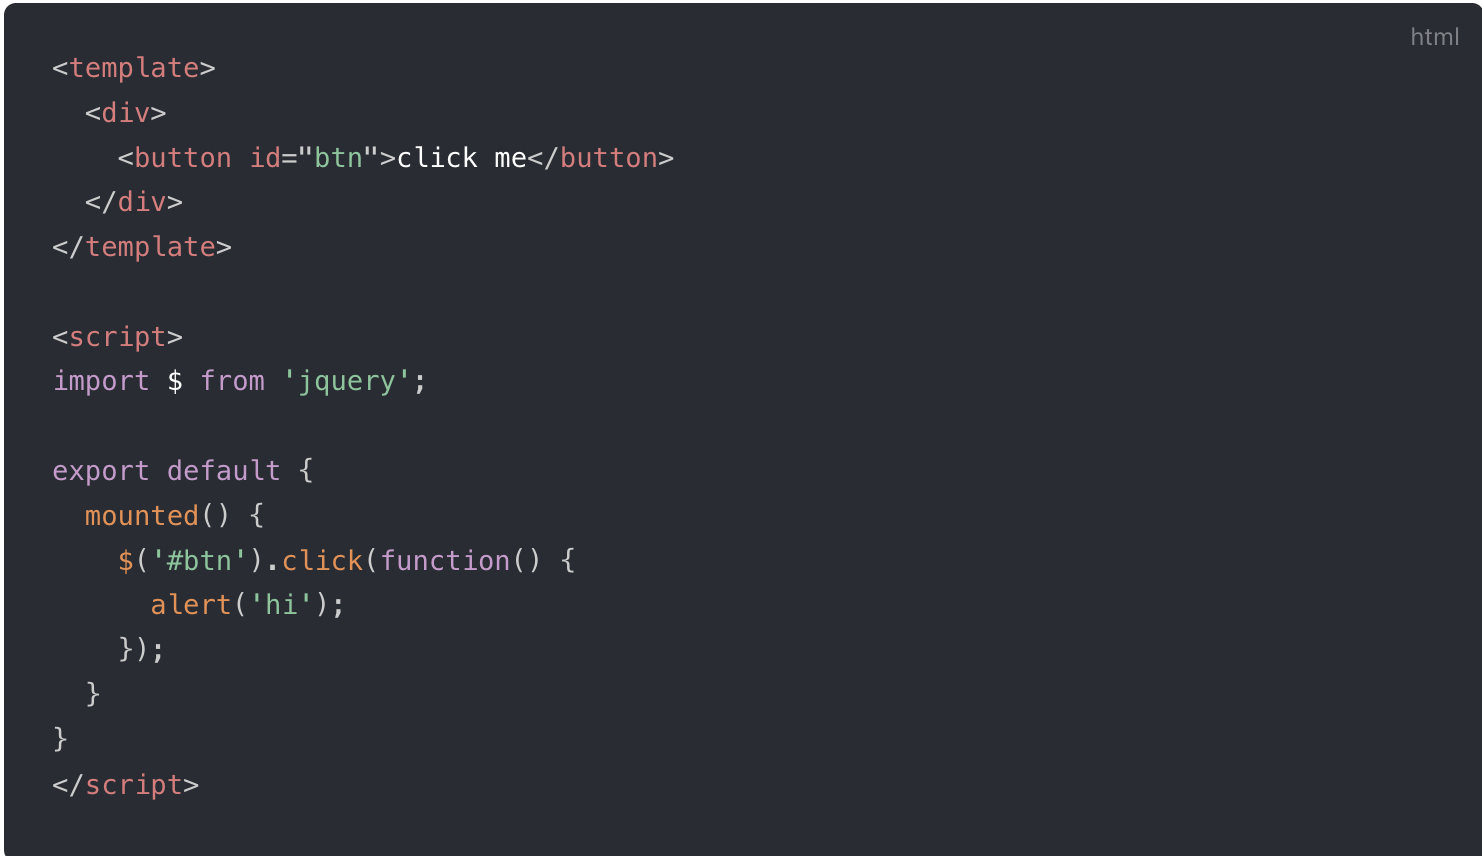 html
<template>
  <div>
    <button id="btn">click me</button>
  </div>
</template>

<script>
import $ from 'jquery';

export default {
  mounted() {
    $('#btn').click(function() {
      alert('hi');
    });
  }
}
</script>